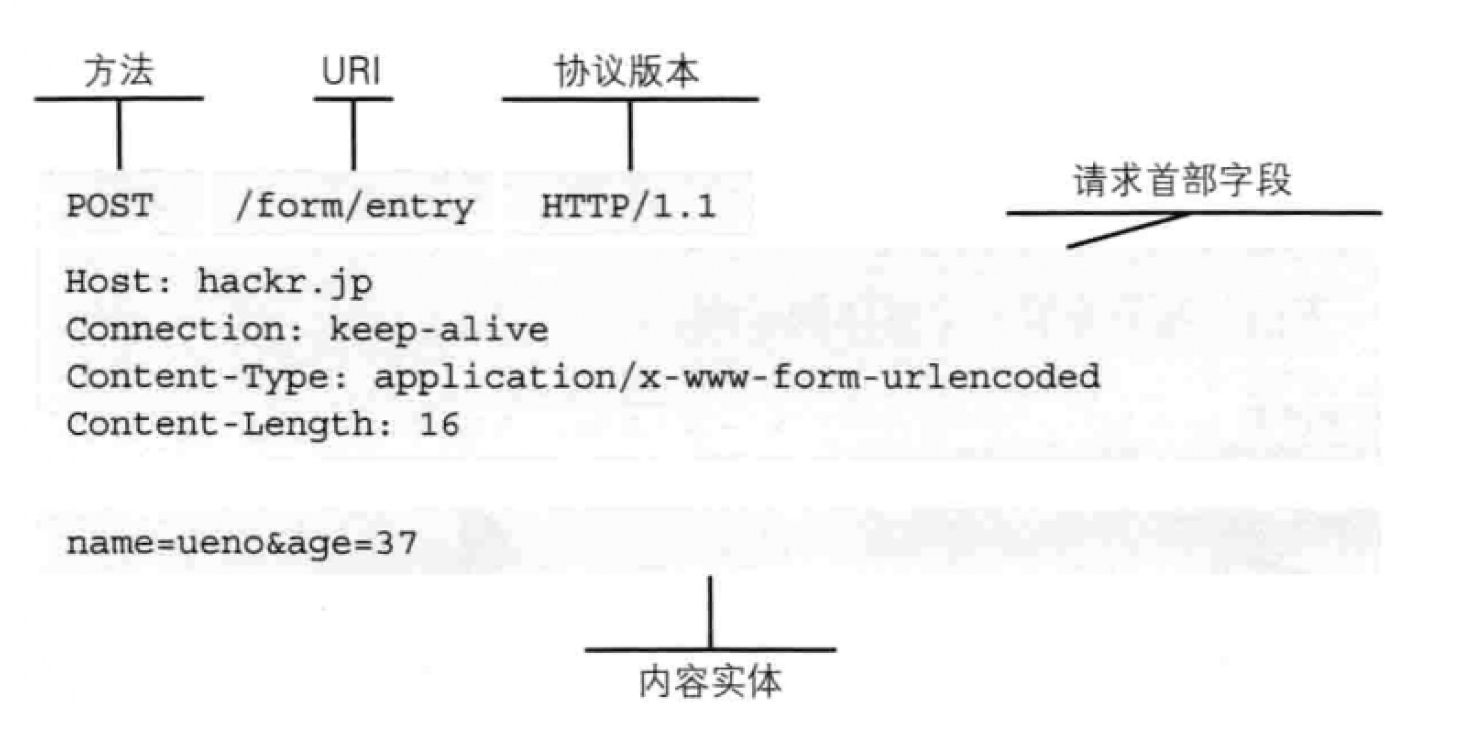 方法 URI 协议版本
POST /form/entry HTTP/1.1
请求首部字段
Host: hackr.jp
Connection: keep-alive
Content-Type: application/x-www-form-urlencoded
Content-Length: 16
name=ueno&age=37
内容实体